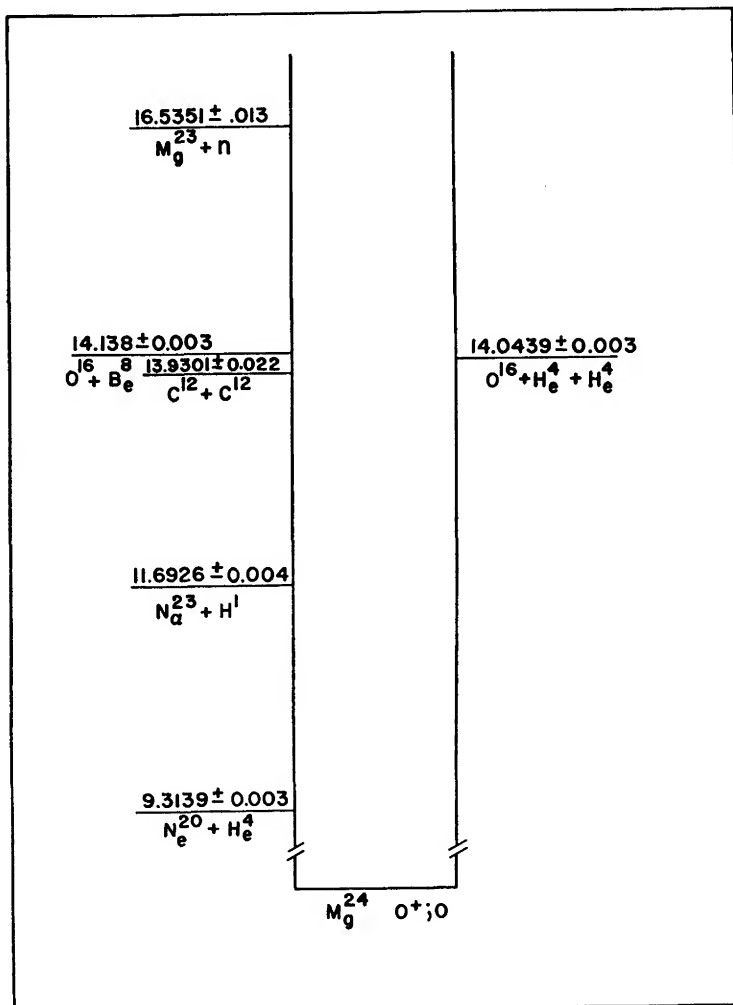 16.5351 ± .013
Mg²³ + n
14.138 ± 0.003
O¹⁶ + Be⁸
13.9301 ± 0.022
C¹² + C¹²
14.0439 ± 0.003
O¹⁶ + He⁴ + He⁴
11.6926 ± 0.004
Nα²³ + H¹
9.3139 ± 0.003
Ne²⁰ + He⁴
Mg²⁴ 0⁺;0